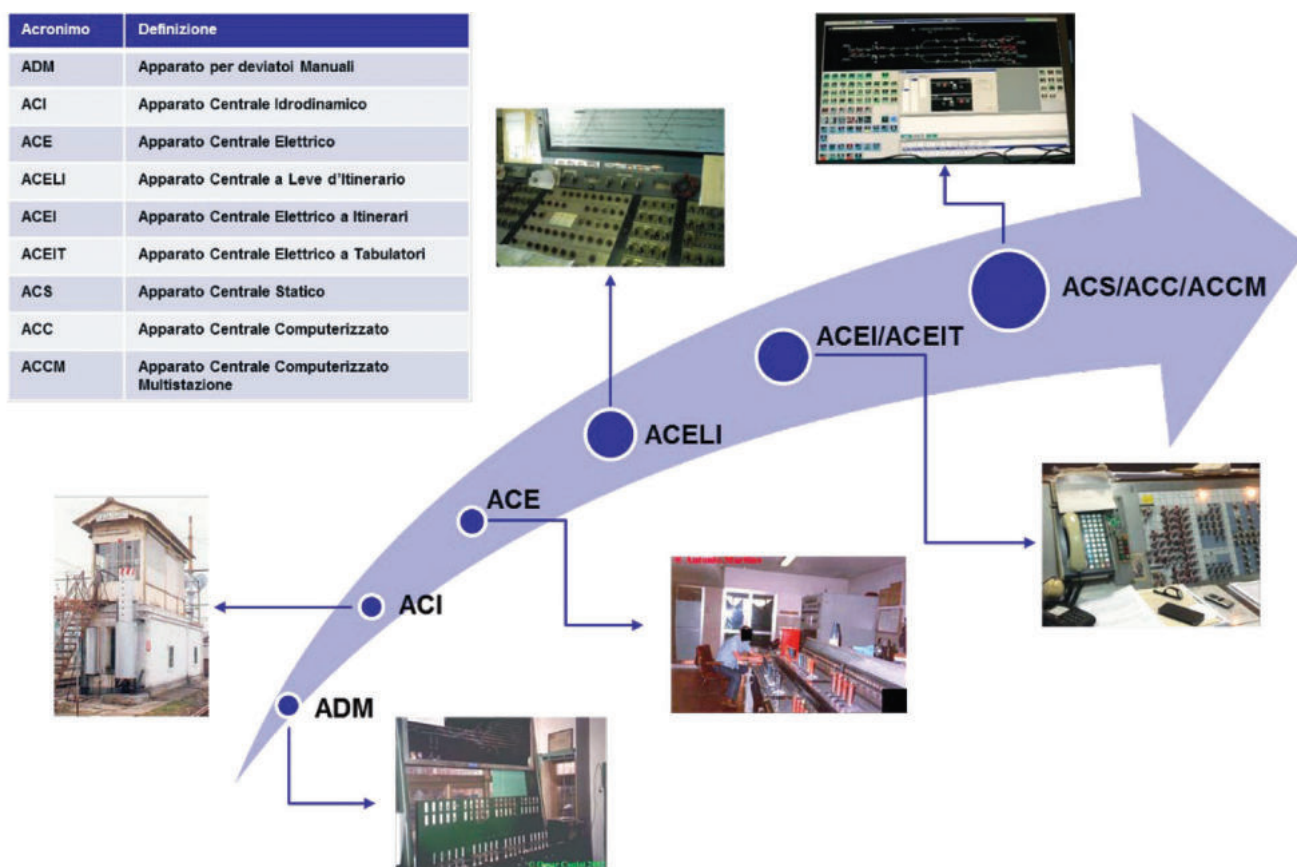 Acronimo Definizione
ADM Apparato per deviatoi Manuali
ACI Apparato Centrale Idrodinamico
ACE Apparato Centrale Elettrico
ACELI Apparato Centrale a Leve d'Itinerario
ACEI Apparato Centrale Elettrico a Itinerari
ACEIT Apparato Centrale Elettrico a Tabulatori
ACS Apparato Centrale Statico
ACC Apparato Centrale Computerizzato
ACCM Apparato Centrale Computerizzato
Multistazione
ACS/ACC/ACCM
ACEI/ACEIT
ACELI
ACE
ACI
ADM